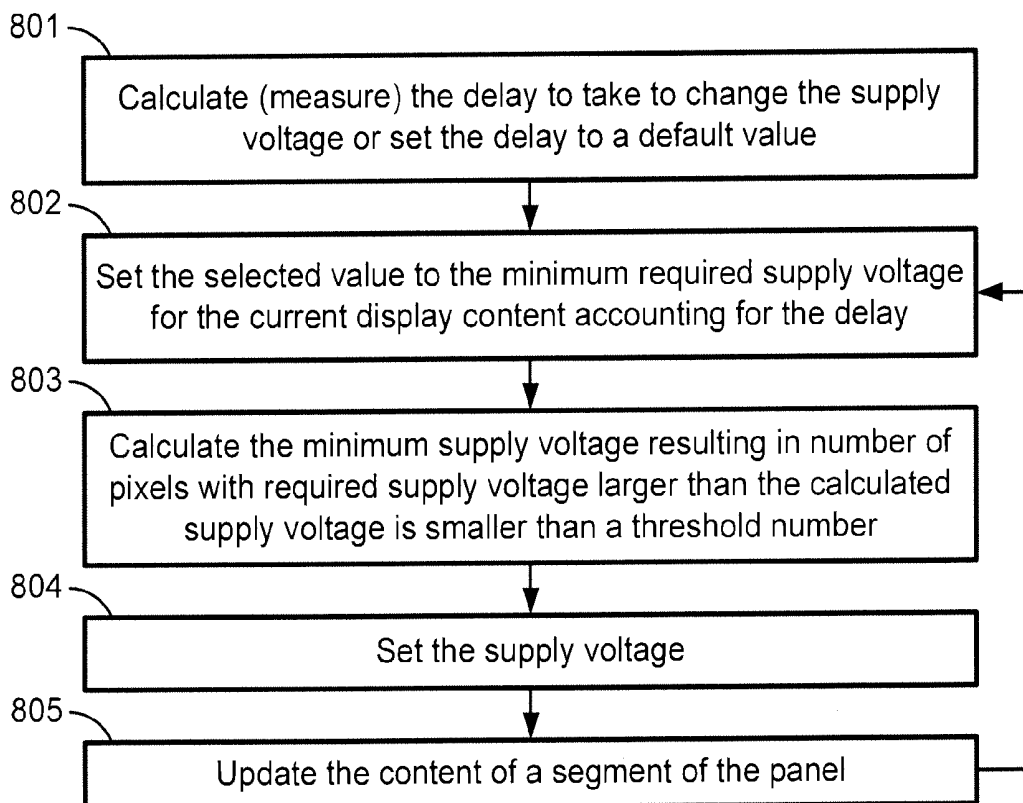 801
Calculate (measure) the delay to take to change the supply
voltage or set the delay to a default value
802
Set the selected value to the minimum required supply voltage
for the current display content accounting for the delay
803
Calculate the minimum supply voltage resulting in number of
pixels with required supply voltage larger than the calculated
supply voltage is smaller than a threshold number
804
Set the supply voltage
805
Update the content of a segment of the panel